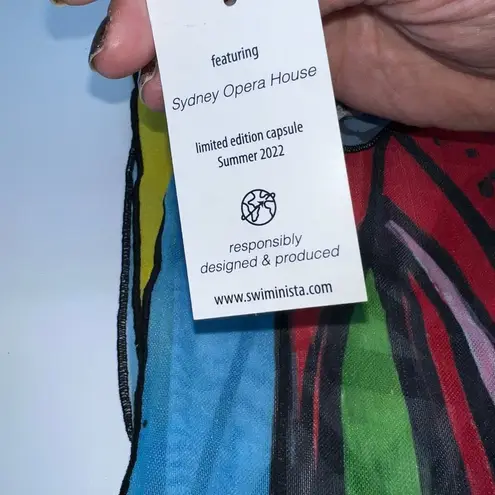 featuring
Sydney Opera House
limited edition capsule
Summer 2022
responsibly
designed & produced
www.swiminista.com